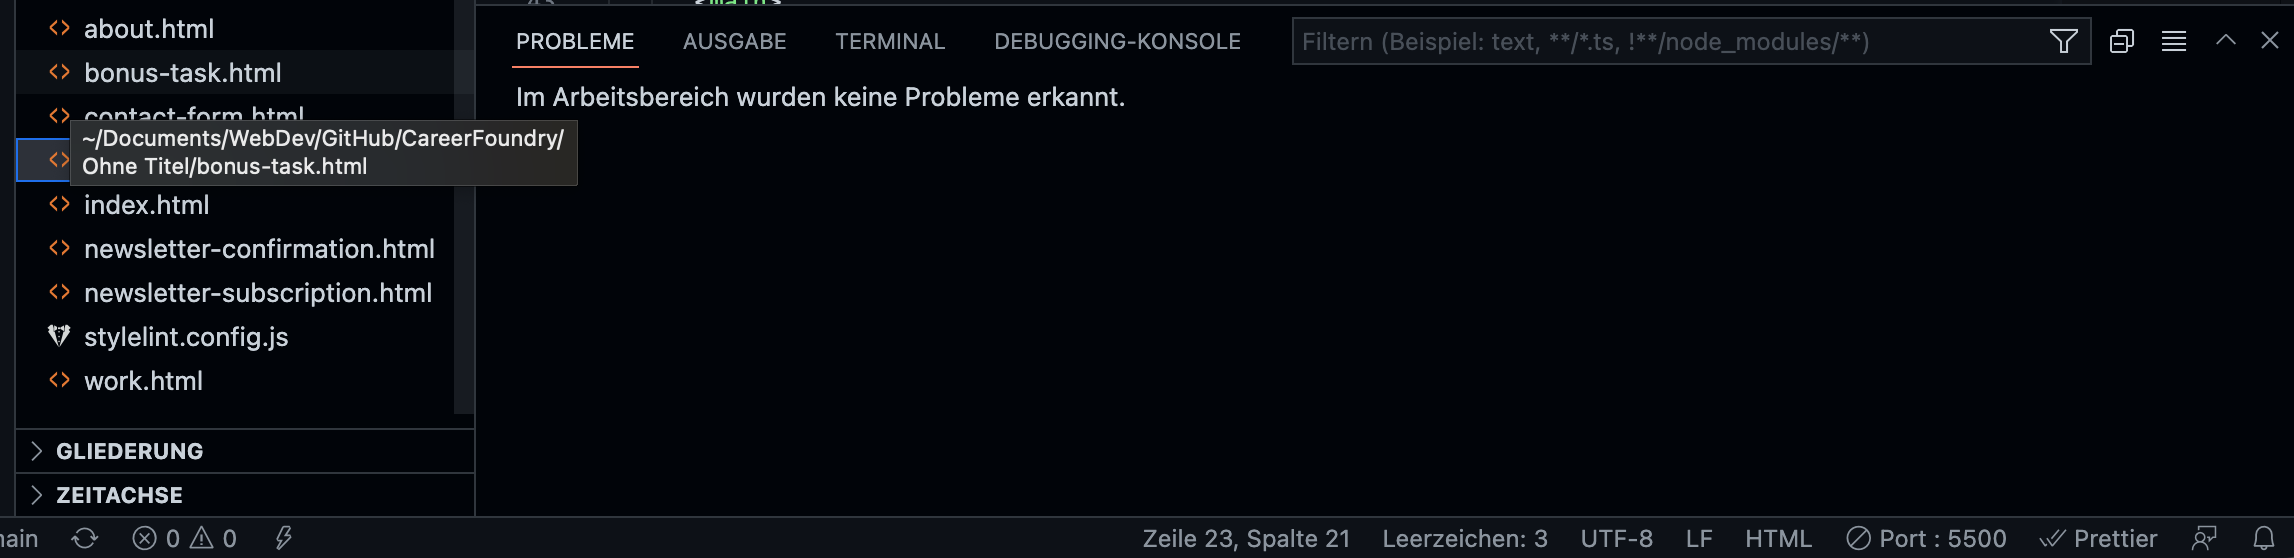 about.html
bonus-task.html
contact-form.html
~/Documents/WebDev/GitHub/CareerFoundry/
Ohne Titel/bonus-task.html
index.html
newsletter-confirmation.html
newsletter-subscription.html
stylelint.config.js
work.html
GLIEDERUNG
ZEITACHSE
PROBLEME AUSGABE TERMINAL DEBUGGING-KONSOLE
Filtern (Beispiel: text, **/*.ts, !**/node_modules/**)
Im Arbeitsbereich wurden keine Probleme erkannt.
0 0
Zeile 23, Spalte 21 Leerzeichen: 3 UTF-8 LF HTML Port : 5500 Prettier